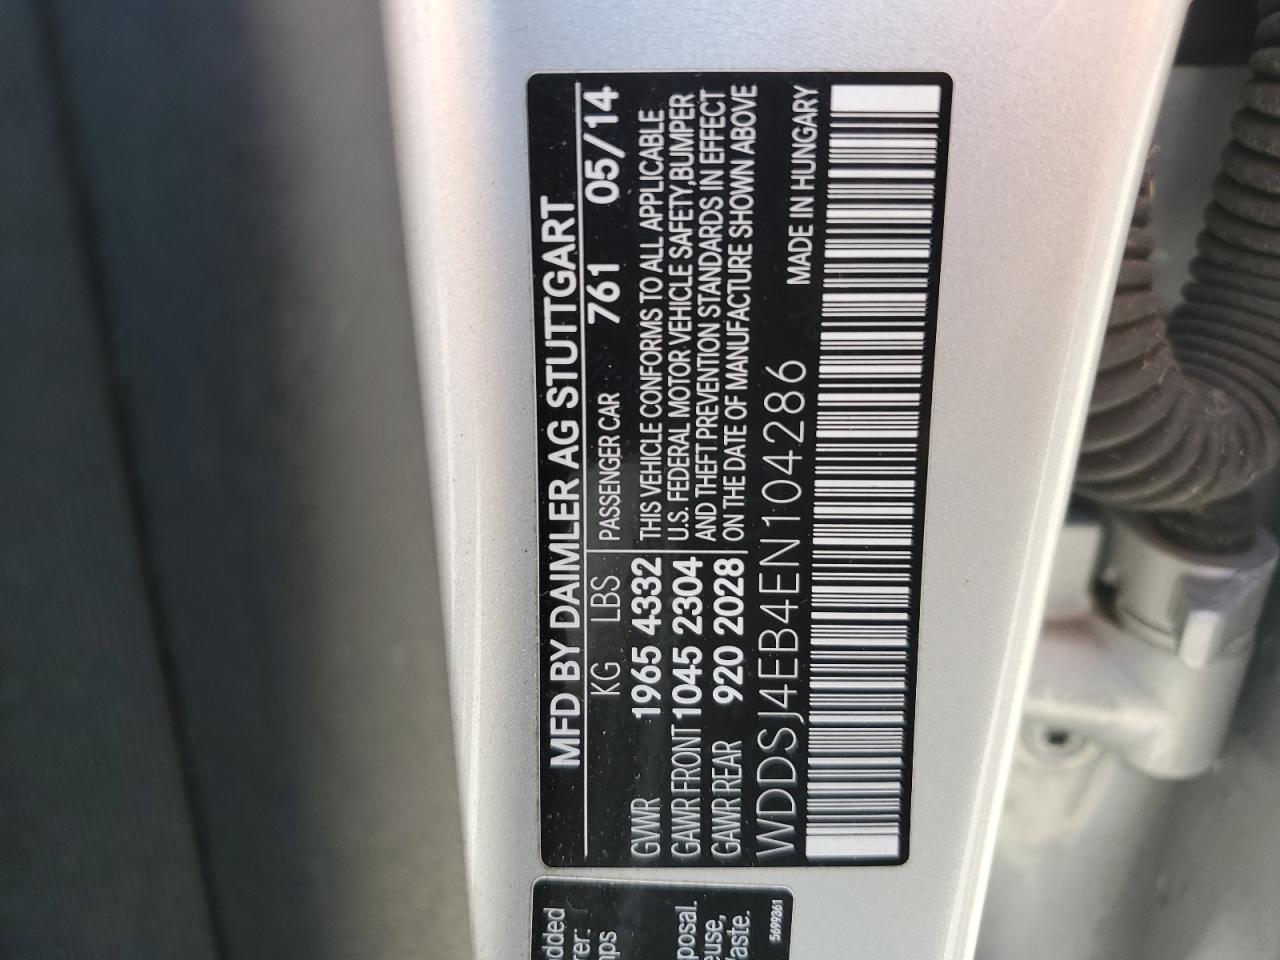 MFD BY DAIMLER AG STUTTGART
KG LBS PASSENGER CAR 761 05/14
GVWR 1965 4332 THIS VEHICLE CONFORMS TO ALL APPLICABLE
GAWR FRONT 1045 2304 U.S. FEDERAL MOTOR VEHICLE SAFETY,BUMPER
GAWR REAR 920 2028 AND THEFT PREVENTION STANDARDS IN EFFECT
ON THE DATE OF MANUFACTURE SHOWN ABOVE
WDDSJ4EB4EN104286 MADE IN HUNGARY
5699361